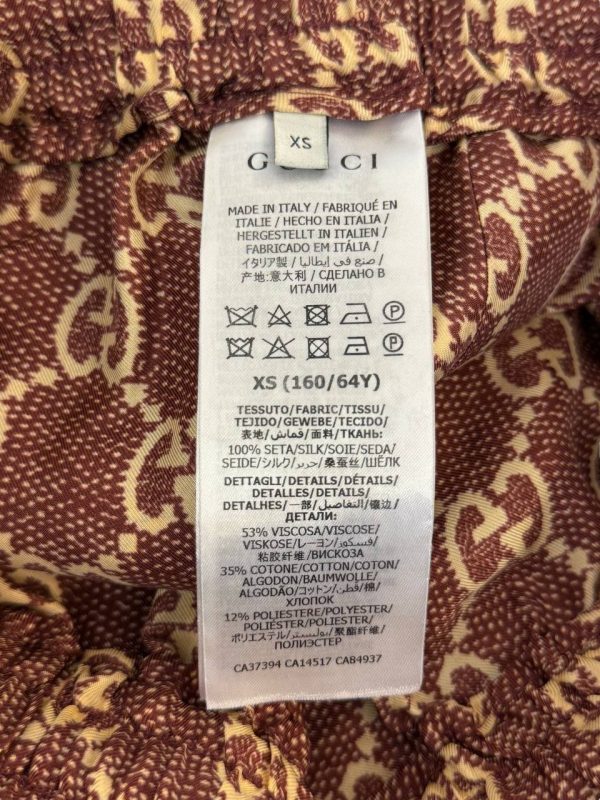 XS
GUCCI
MADE IN ITALY / FABRIQUÉ EN
ITALIE / HECHO EN ITALIA /
HERGESTELLT IN ITALIEN /
FABRICADO EM ITÁLIA /
イタリア製 / صنع في إيطاليا /
产地:意大利 / СДЕЛАНО В
ИТАЛИИ
XS (160/64Y)
TESSUTO/FABRIC/TISSU/
TEJIDO/GEWEBE/TECIDO/
表地/قماش/面料/ТКАНЬ:
100% SETA/SILK/SOIE/SEDA/
SEIDE/シルク/حرير/桑蚕丝/ШЁЛК
DETTAGLI/DETAILS/DÉTAILS/
DETALLES/DETAILS/
DETALHES/一部/التفاصيل/镶边/
ДЕТАЛИ:
53% VISCOSA/VISCOSE/
VISKOSE/レーヨン/فسكوز/
粘胶纤维/ВИСКОЗА
35% COTONE/COTTON/COTON/
ALGODON/BAUMWOLLE/
ALGODÃO/コットン/قطن/棉/
ХЛОПОК
12% POLIESTERE/POLYESTER/
POLIÉSTER/POLIESTER/
ポリエステル/بوليستير/聚酯纤维/
ПОЛИЭСТЕР
CA37394 CA14517 CA84937